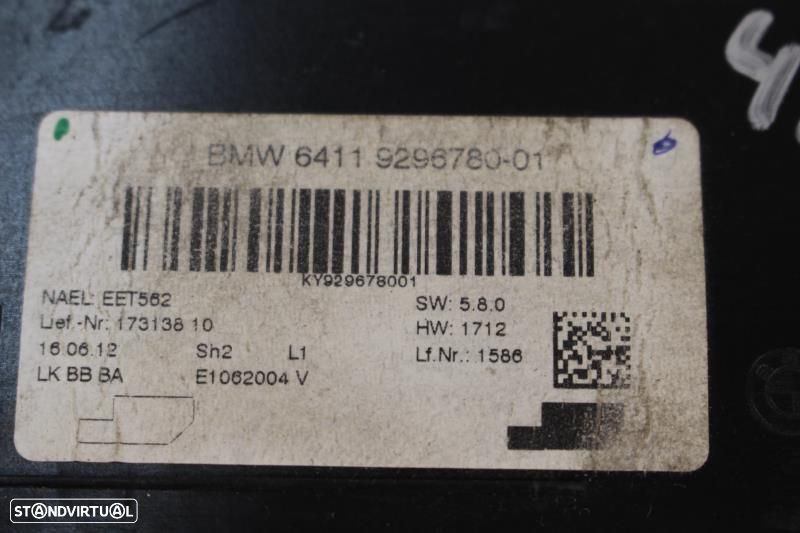 BMW 6411 9296780-01
KY929678001
NAEL: EET562
Lief.-Nr: 173138 10
16.06.12 Sh2 L1
LK BB BA E1062004 V
SW: 5.8.0
HW: 1712
Lf.Nr.: 1586
STANDVIRTUAL